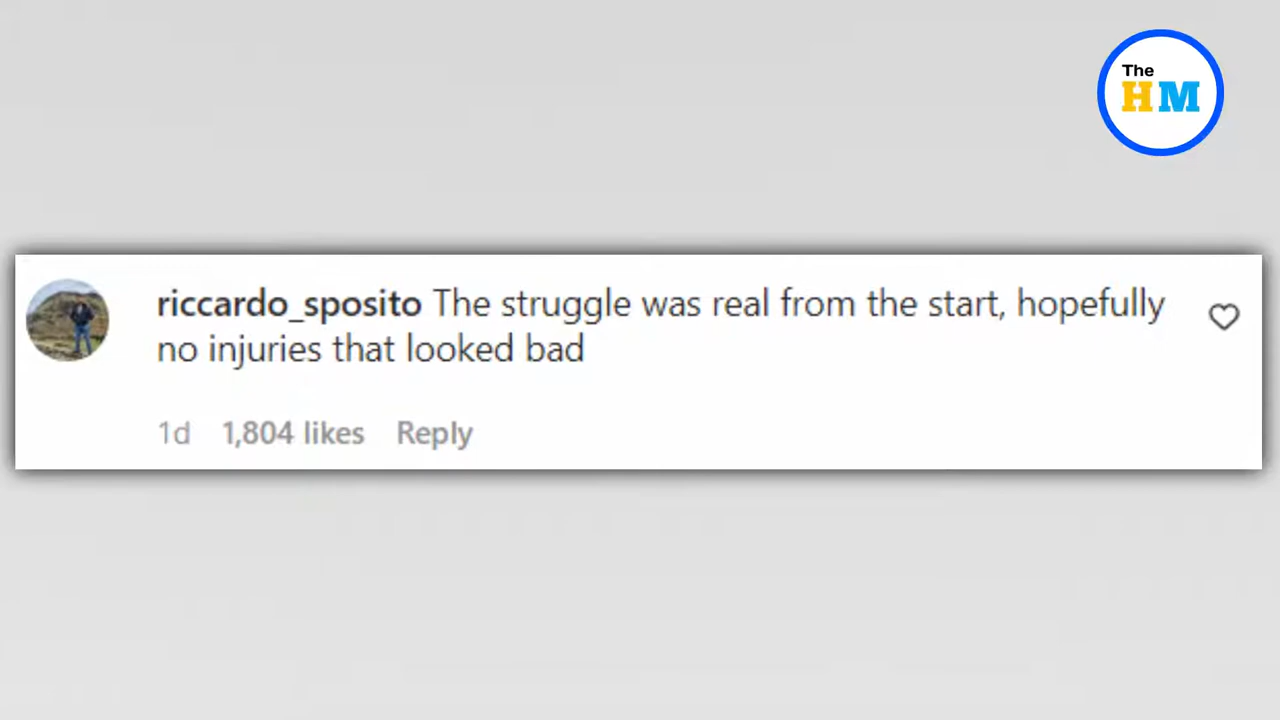 The
HM
riccardo_sposito The struggle was real from the start, hopefully
no injuries that looked bad
1d 1,804 likes Reply